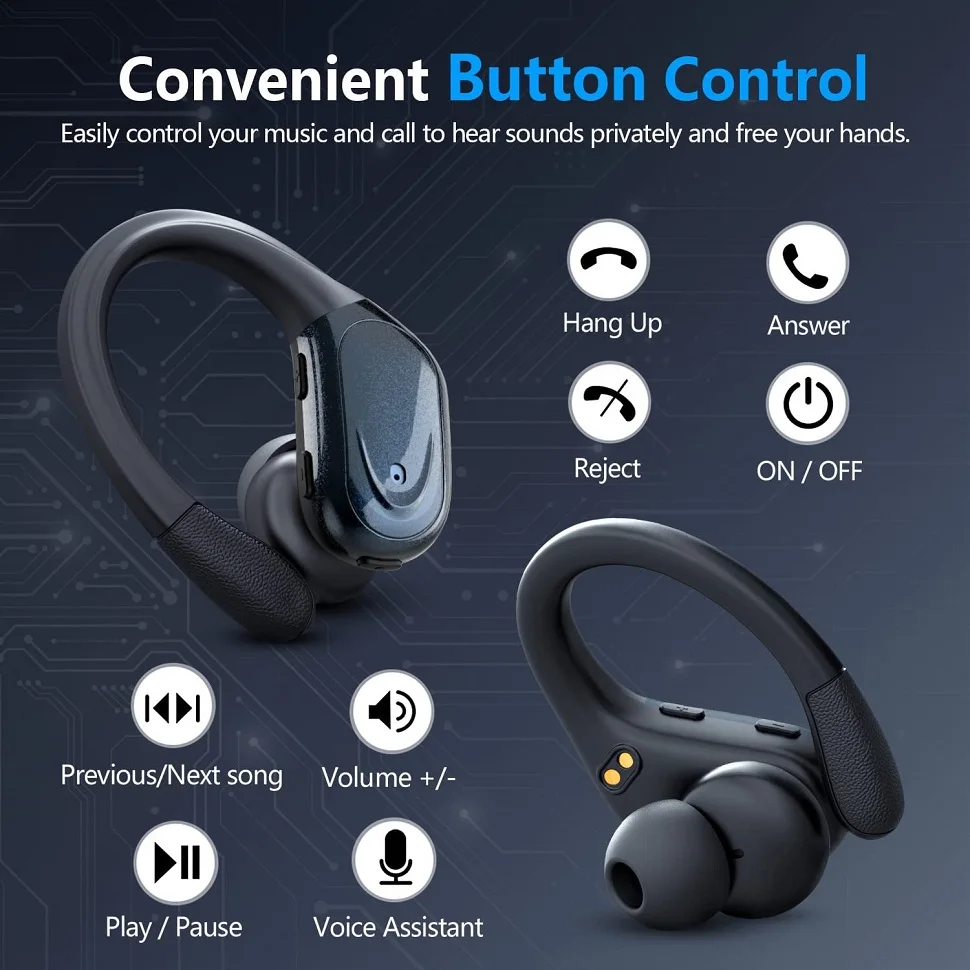 Convenient Button Control
Easily control your music and call to hear sounds privately and free your hands.
Hang Up
Answer
Reject
ON / OFF
Previous/Next song
Volume +/-
Play / Pause
Voice Assistant